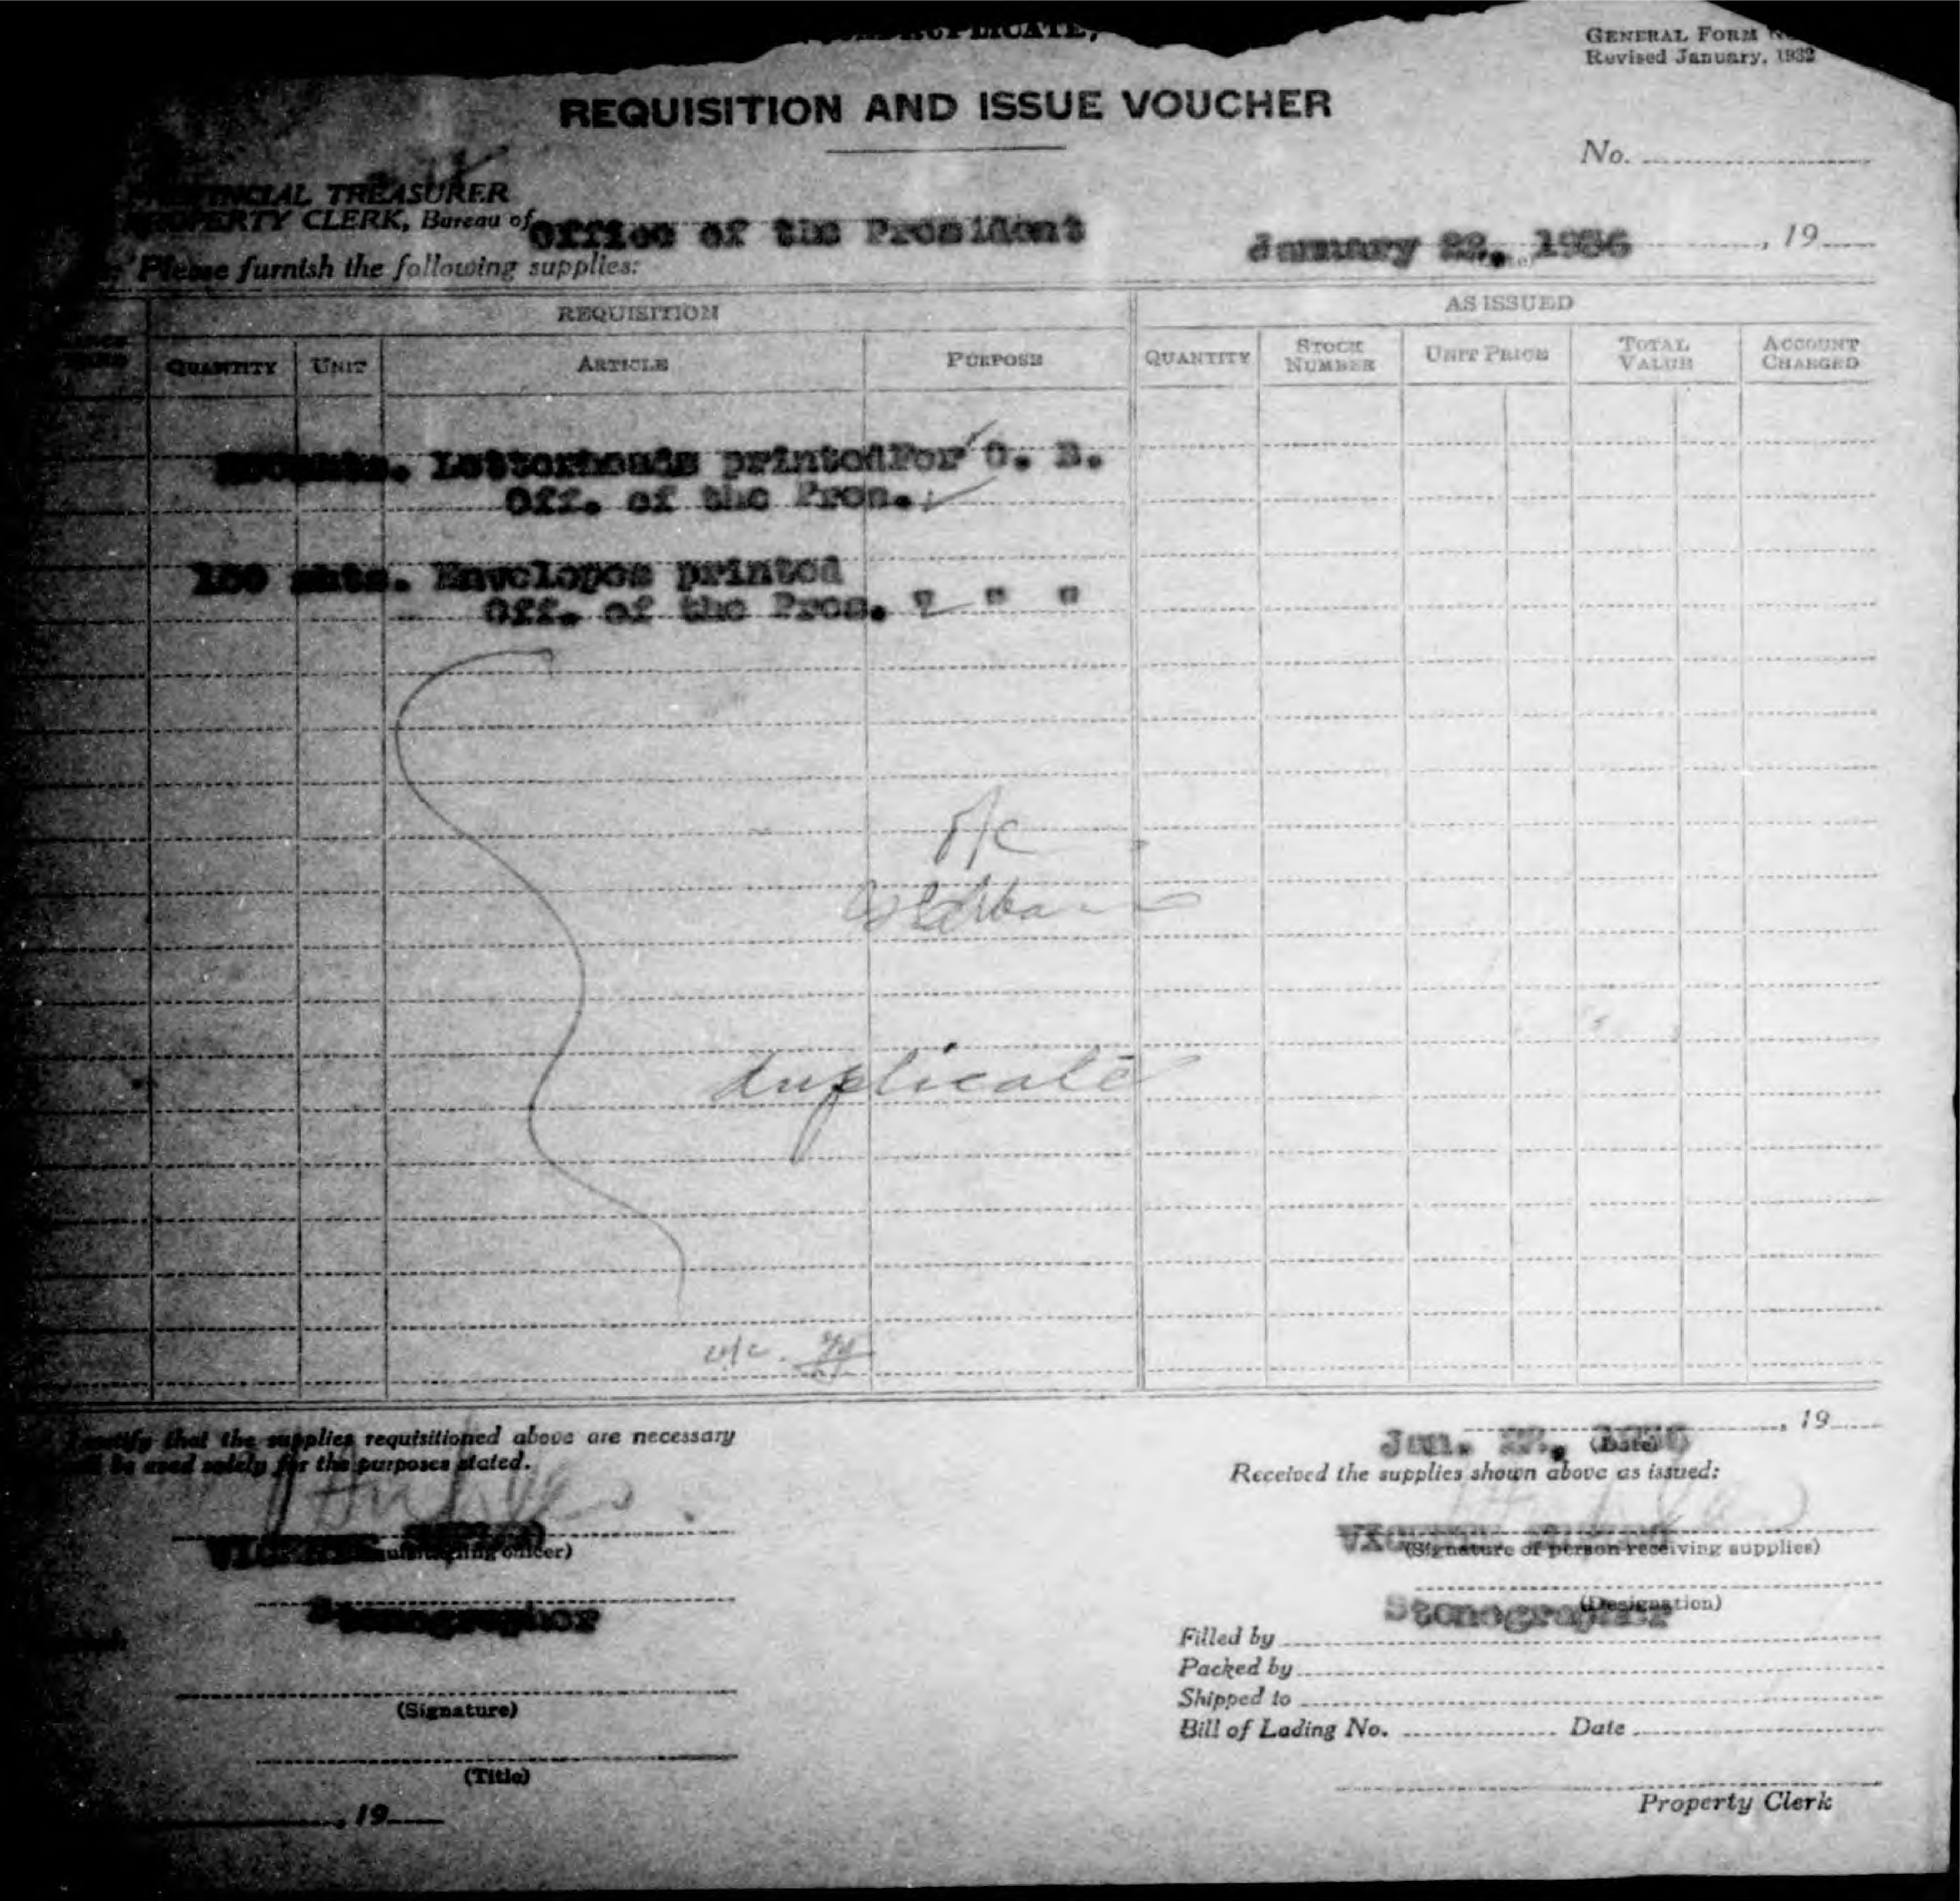 GENERAL FORM
Revised January, 1932
REQUISITION AND ISSUE VOUCHER
No.
PROVINCIAL TREASURER
PROPERTY CLERK, Bureau of Office of the President
January 22, 1936, 19
Please furnish the following supplies:
REQUISITION AS ISSUED
QUANTITY UNIT ARTICLE PURPOSE QUANTITY STOCK NUMBER UNIT PRICE TOTAL VALUE ACCOUNT CHARGED
shts. Letterheads printed For O. B.
Off. of the Pres.
150 shts. Envelopes printed
Off. of the Pres. " " "
o/c
duplicate
o/c.
that the supplies requisitioned above are necessary
be used solely for the purposes stated.
, 19
Jan. 22, 1936
(Date)
Received the supplies shown above as issued:
(Signature of person receiving supplies)
Stenographer
Stenographer
(Designation)
Filled by
Packed by
Shipped to
(Signature)
Bill of Lading No. Date
(Title)
Property Clerk
, 19